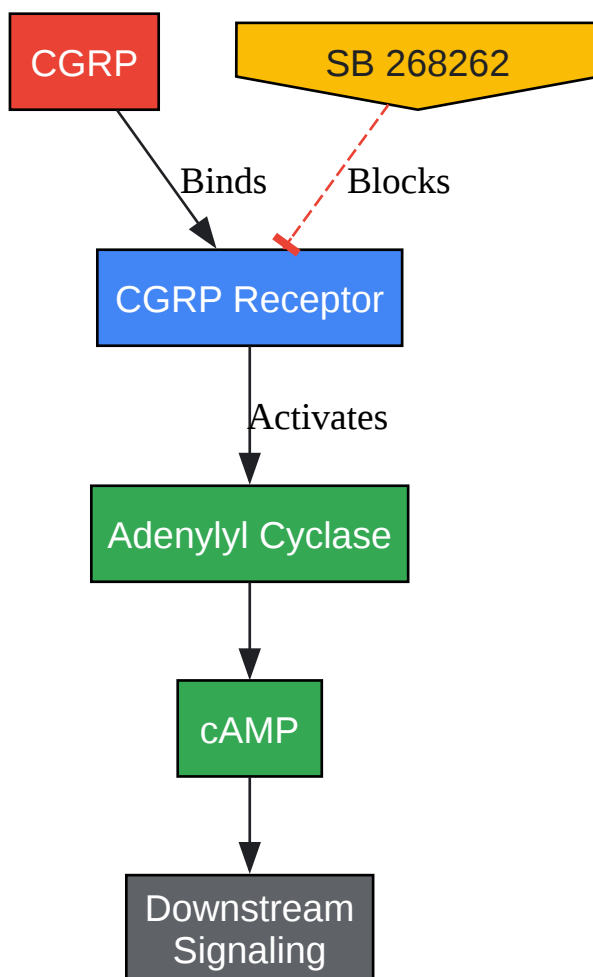 CGRP
SB 268262
Binds
Blocks
CGRP Receptor
Activates
Adenylyl Cyclase
cAMP
Downstream
Signaling